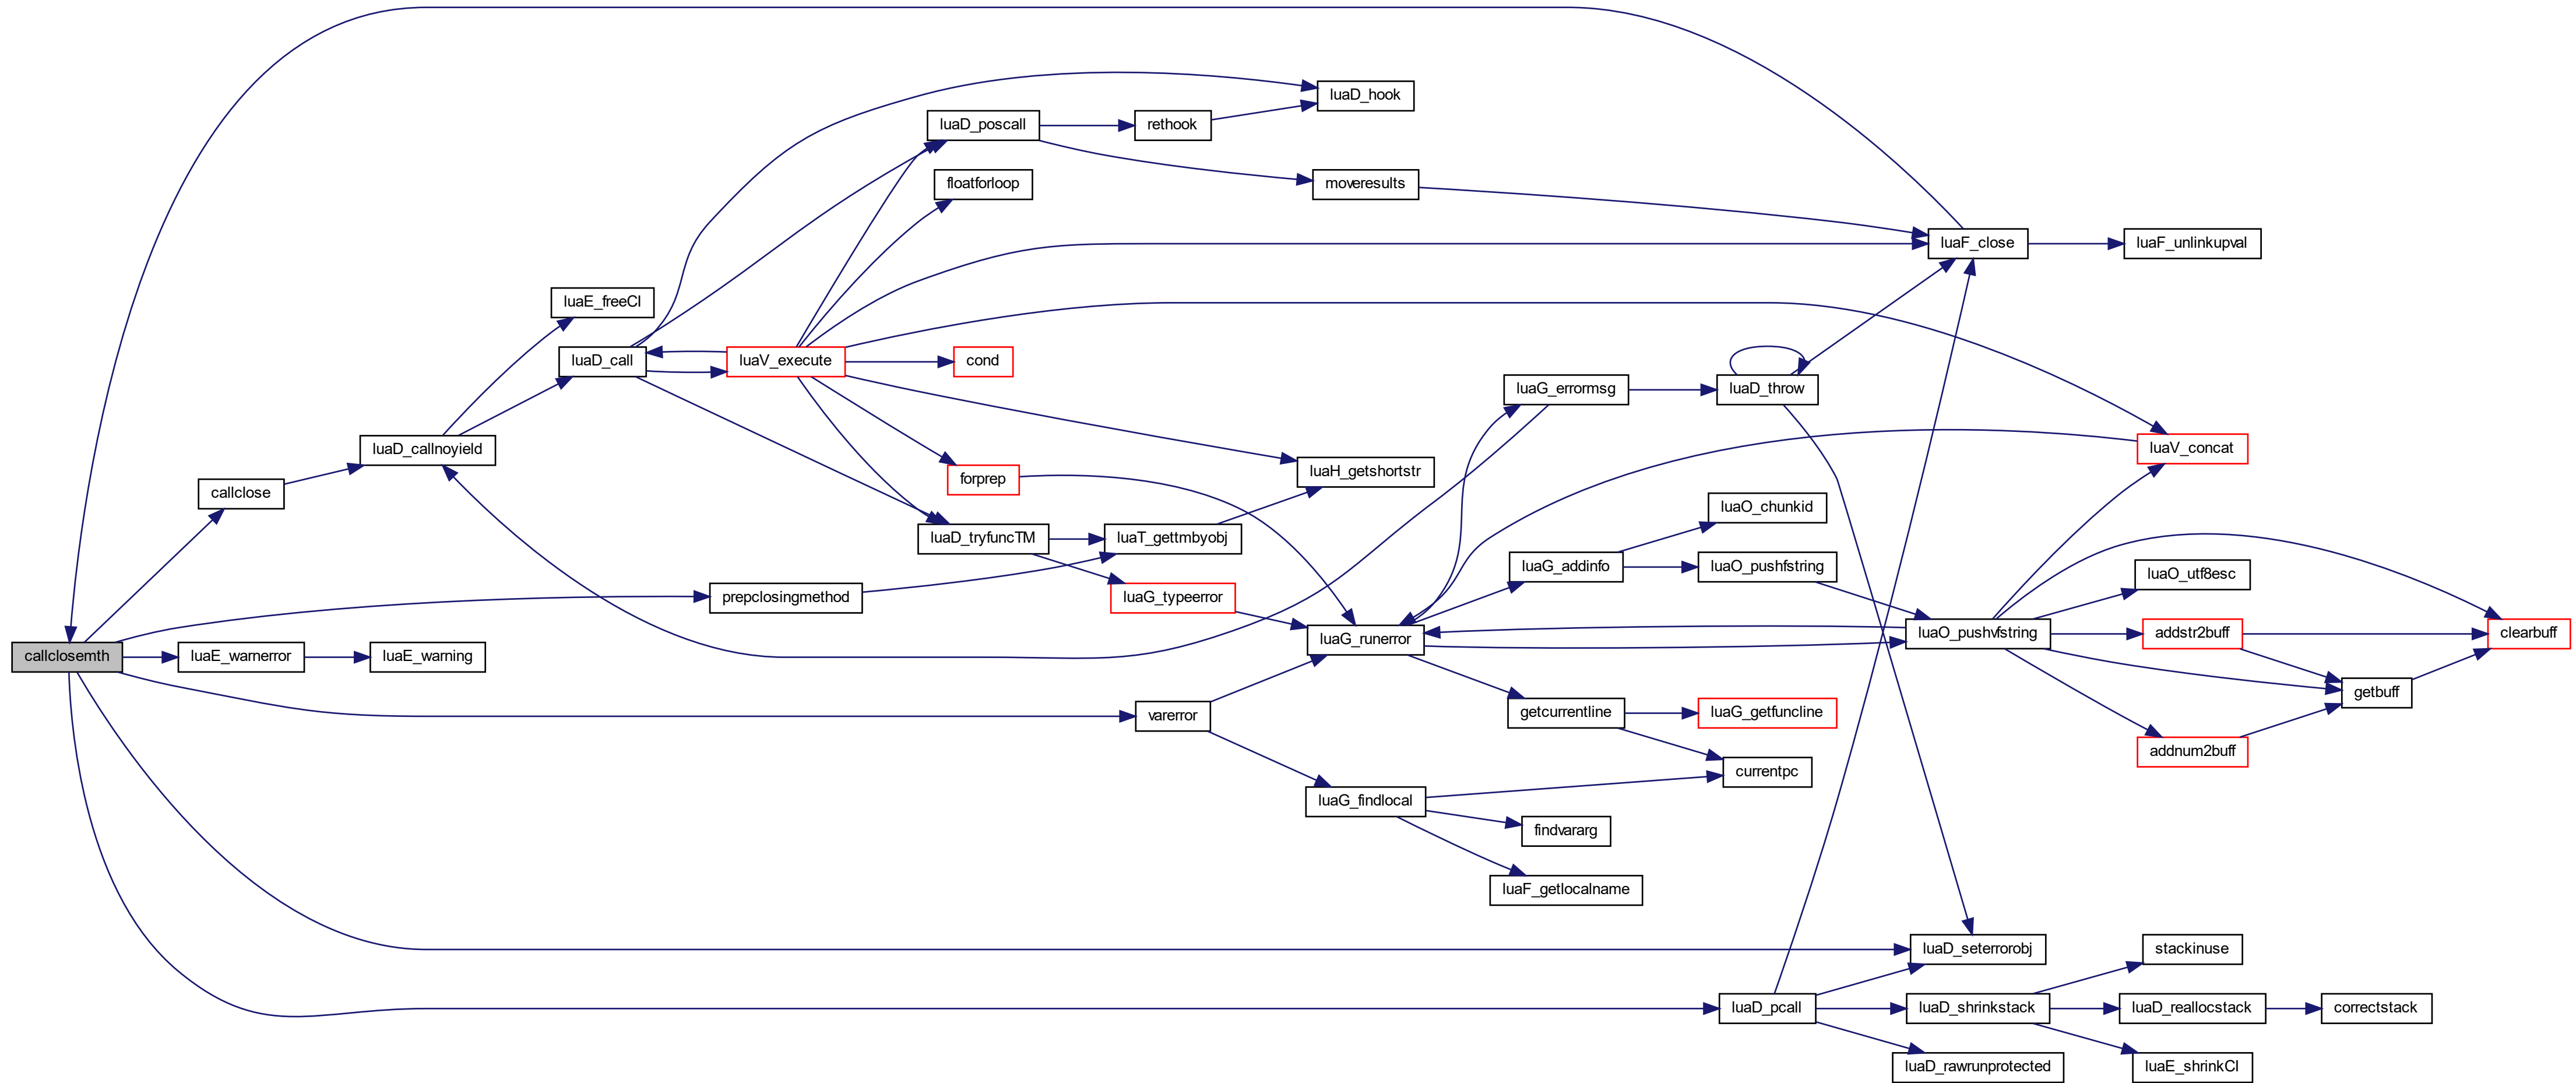 luaD_hook
luaD_poscall
rethook
floatforloop
moveresults
luaF_close
luaF_unlinkupval
luaE_freeCI
luaD_call
luaV_execute
cond
luaG_errormsg
luaD_throw
luaD_callnoyield
luaV_concat
luaH_getshortstr
forprep
callclose
luaO_chunkid
luaD_tryfuncTM
luaT_gettmbyobj
luaG_addinfo
luaO_pushfstring
luaO_utf8esc
prepclosingmethod
luaG_typeerror
luaG_runerror
luaO_pushvfstring
addstr2buff
clearbuff
callclosemth
luaE_warnerror
luaE_warning
getbuff
varerror
getcurrentline
luaG_getfuncline
addnum2buff
currentpc
luaG_findlocal
findvararg
luaF_getlocalname
luaD_seterrorobj
stackinuse
luaD_pcall
luaD_shrinkstack
luaD_reallocstack
correctstack
luaD_rawrunprotected
luaE_shrinkCI